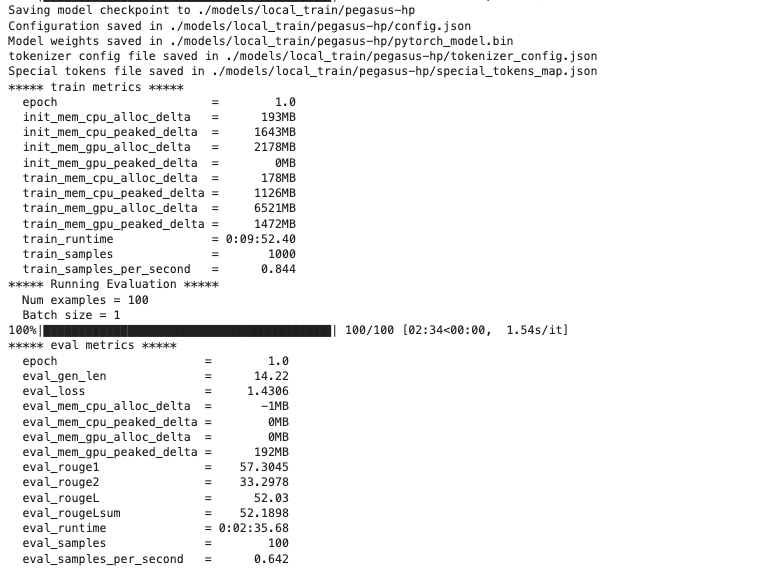 Saving model checkpoint to ./models/local_train/pegasus-hp
Configuration saved in ./models/local_train/pegasus-hp/config.json
Model weights saved in ./models/local_train/pegasus-hp/pytorch_model.bin
tokenizer config file saved in ./models/local_train/pegasus-hp/tokenizer_config.json
Special tokens file saved in ./models/local_train/pegasus-hp/special_tokens_map.json
***** train metrics *****
  epoch                      =        1.0
  init_mem_cpu_alloc_delta   =      193MB
  init_mem_cpu_peaked_delta  =     1643MB
  init_mem_gpu_alloc_delta   =     2178MB
  init_mem_gpu_peaked_delta  =        0MB
  train_mem_cpu_alloc_delta  =      178MB
  train_mem_cpu_peaked_delta =     1126MB
  train_mem_gpu_alloc_delta  =     6521MB
  train_mem_gpu_peaked_delta =     1472MB
  train_runtime              = 0:09:52.40
  train_samples              =       1000
  train_samples_per_second   =      0.844
***** Running Evaluation *****
  Num examples = 100
  Batch size = 1
100%|██████████████████████████████████████████| 100/100 [02:34<00:00,  1.54s/it]
***** eval metrics *****
  epoch                     =        1.0
  eval_gen_len              =      14.22
  eval_loss                 =     1.4306
  eval_mem_cpu_alloc_delta  =       -1MB
  eval_mem_cpu_peaked_delta =        0MB
  eval_mem_gpu_alloc_delta  =        0MB
  eval_mem_gpu_peaked_delta =      192MB
  eval_rouge1               =    57.3045
  eval_rouge2               =    33.2978
  eval_rougeL               =      52.03
  eval_rougeLsum            =    52.1898
  eval_runtime              = 0:02:35.68
  eval_samples              =        100
  eval_samples_per_second   =      0.642